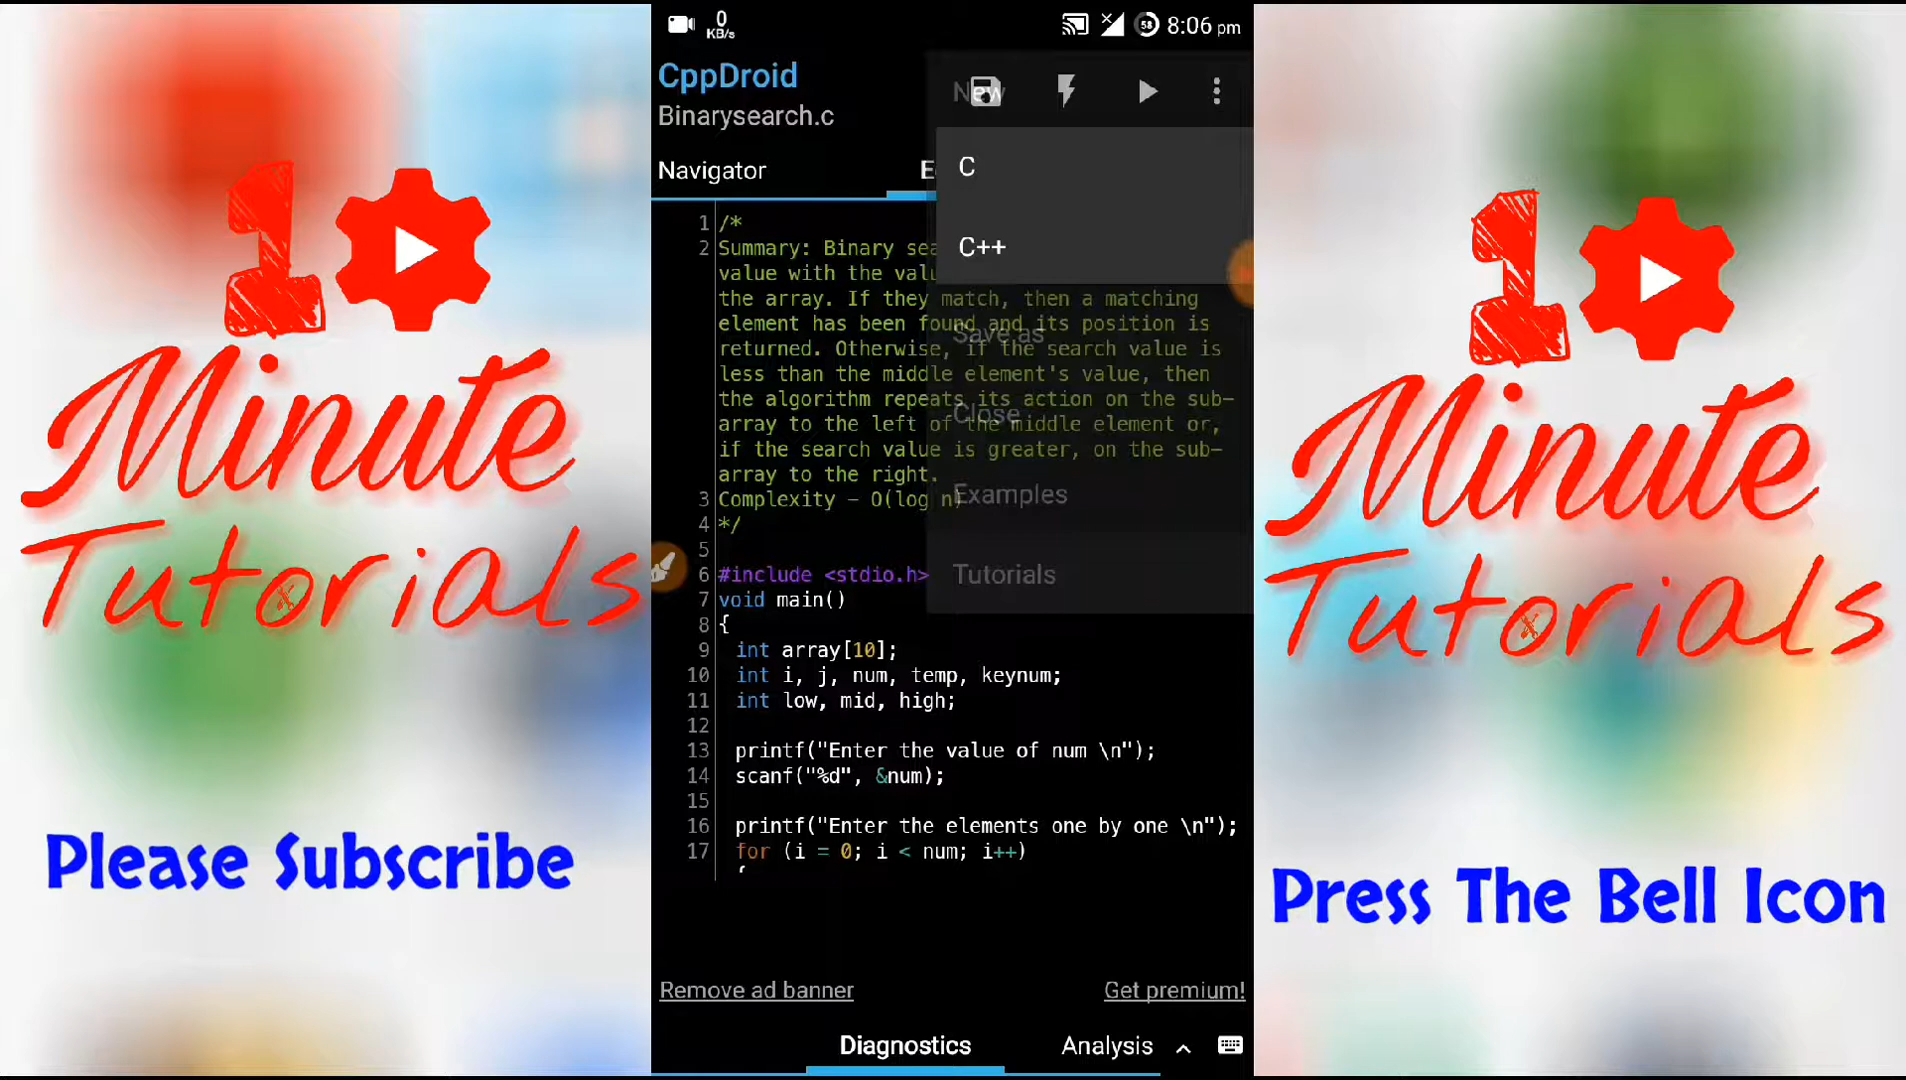 1
Minute
Tutorials
Please Subscribe
0
KB/s
58
8:06 pm
CppDroid
Binarysearch.c
New
Navigator
C
C++
Save as
Close
Examples
Tutorials
1 /*
2 Summary: Binary sea
value with the valu
the array. If they match, then a matching
element has been found and its position is
returned. Otherwise, if the search value is
less than the middle element's value, then
the algorithm repeats its action on the sub-
array to the left of the middle element or,
if the search value is greater, on the sub-
array to the right.
3 Complexity - O(log n)
4 */
5
6 #include <stdio.h>
7 void main()
8 {
9 int array[10];
10 int i, j, num, temp, keynum;
11 int low, mid, high;
12
13 printf("Enter the value of num \n");
14 scanf("%d", &num);
15
16 printf("Enter the elements one by one \n");
17 for (i = 0; i < num; i++)
{
Remove ad banner
Get premium!
Diagnostics
Analysis
1
Minute
Tutorials
Press The Bell Icon